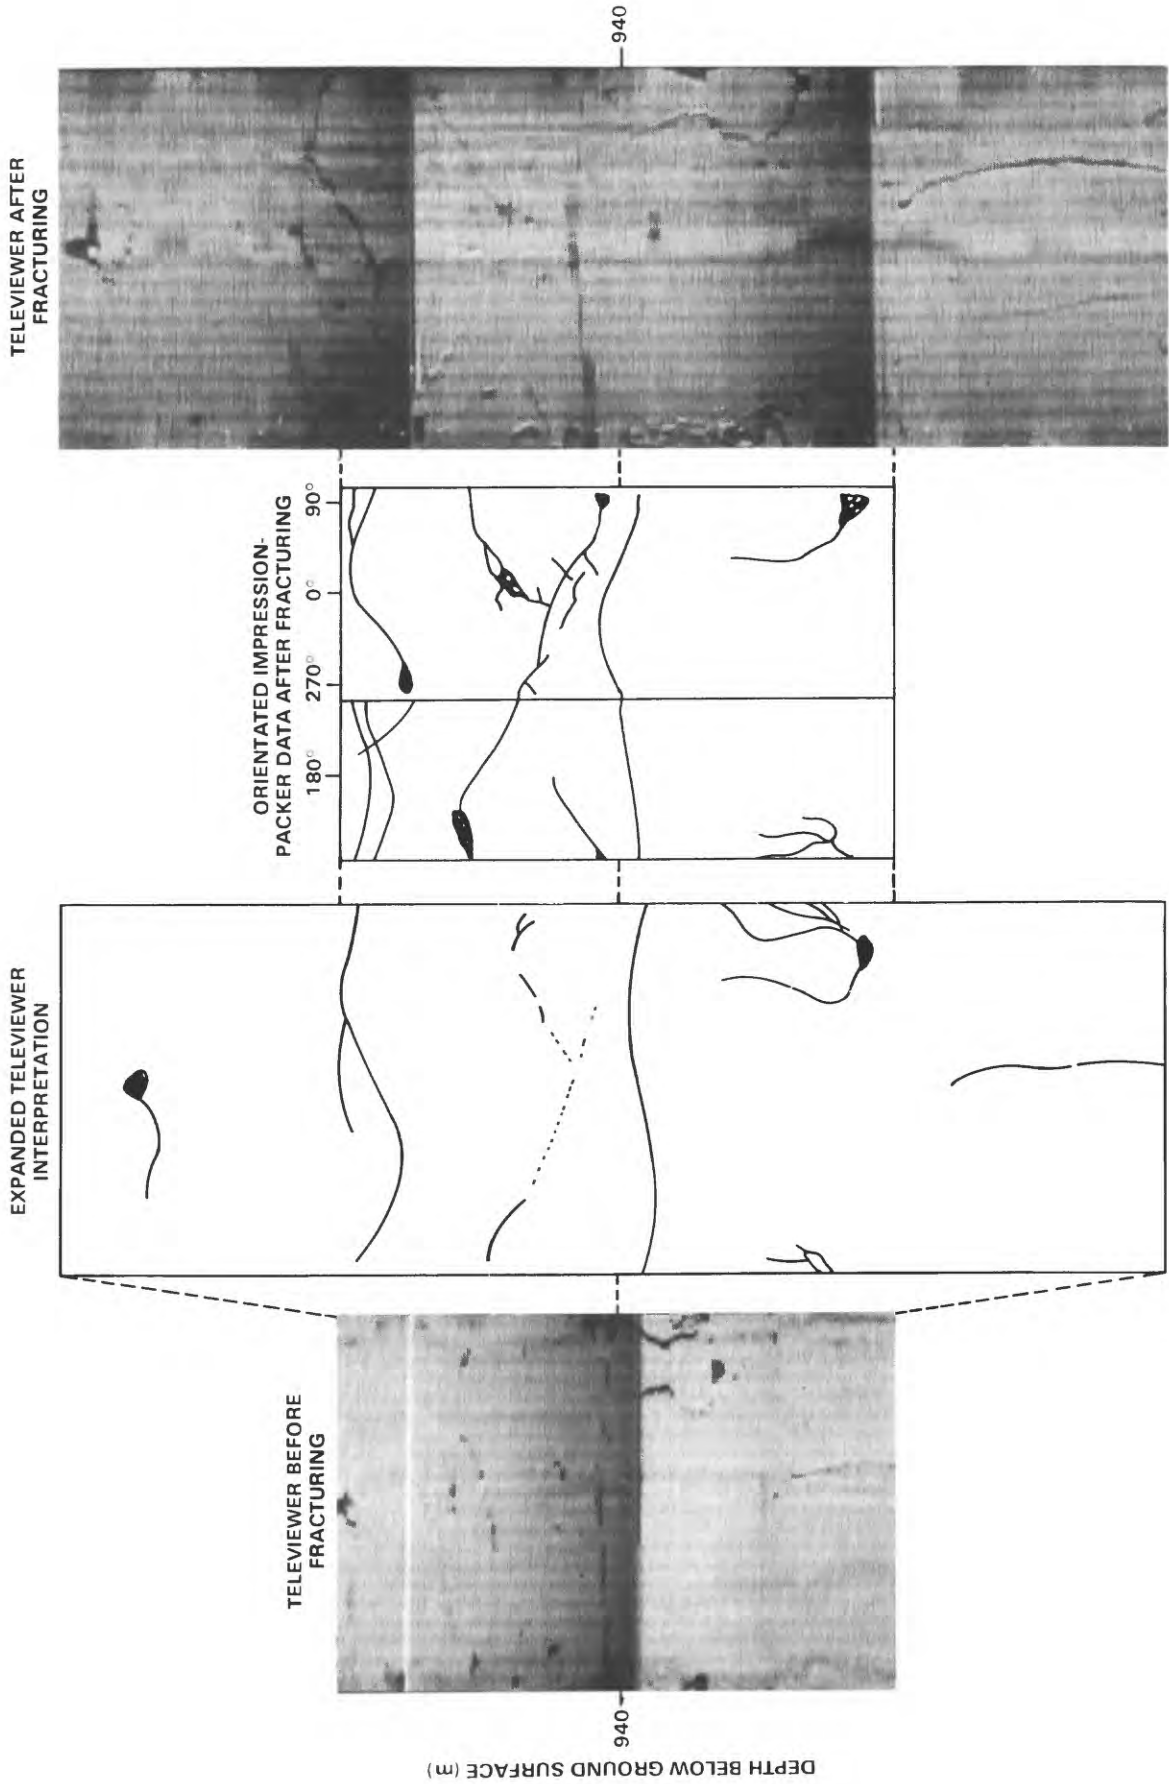 TELEVIEWER BEFORE
FRACTURING
EXPANDED TELEVIEWER
INTERPRETATION
ORIENTATED IMPRESSION-
PACKER DATA AFTER FRACTURING
180°
270°
0°
90°
TELEVIEWER AFTER
FRACTURING
DEPTH BELOW GROUND SURFACE (m)
940
940